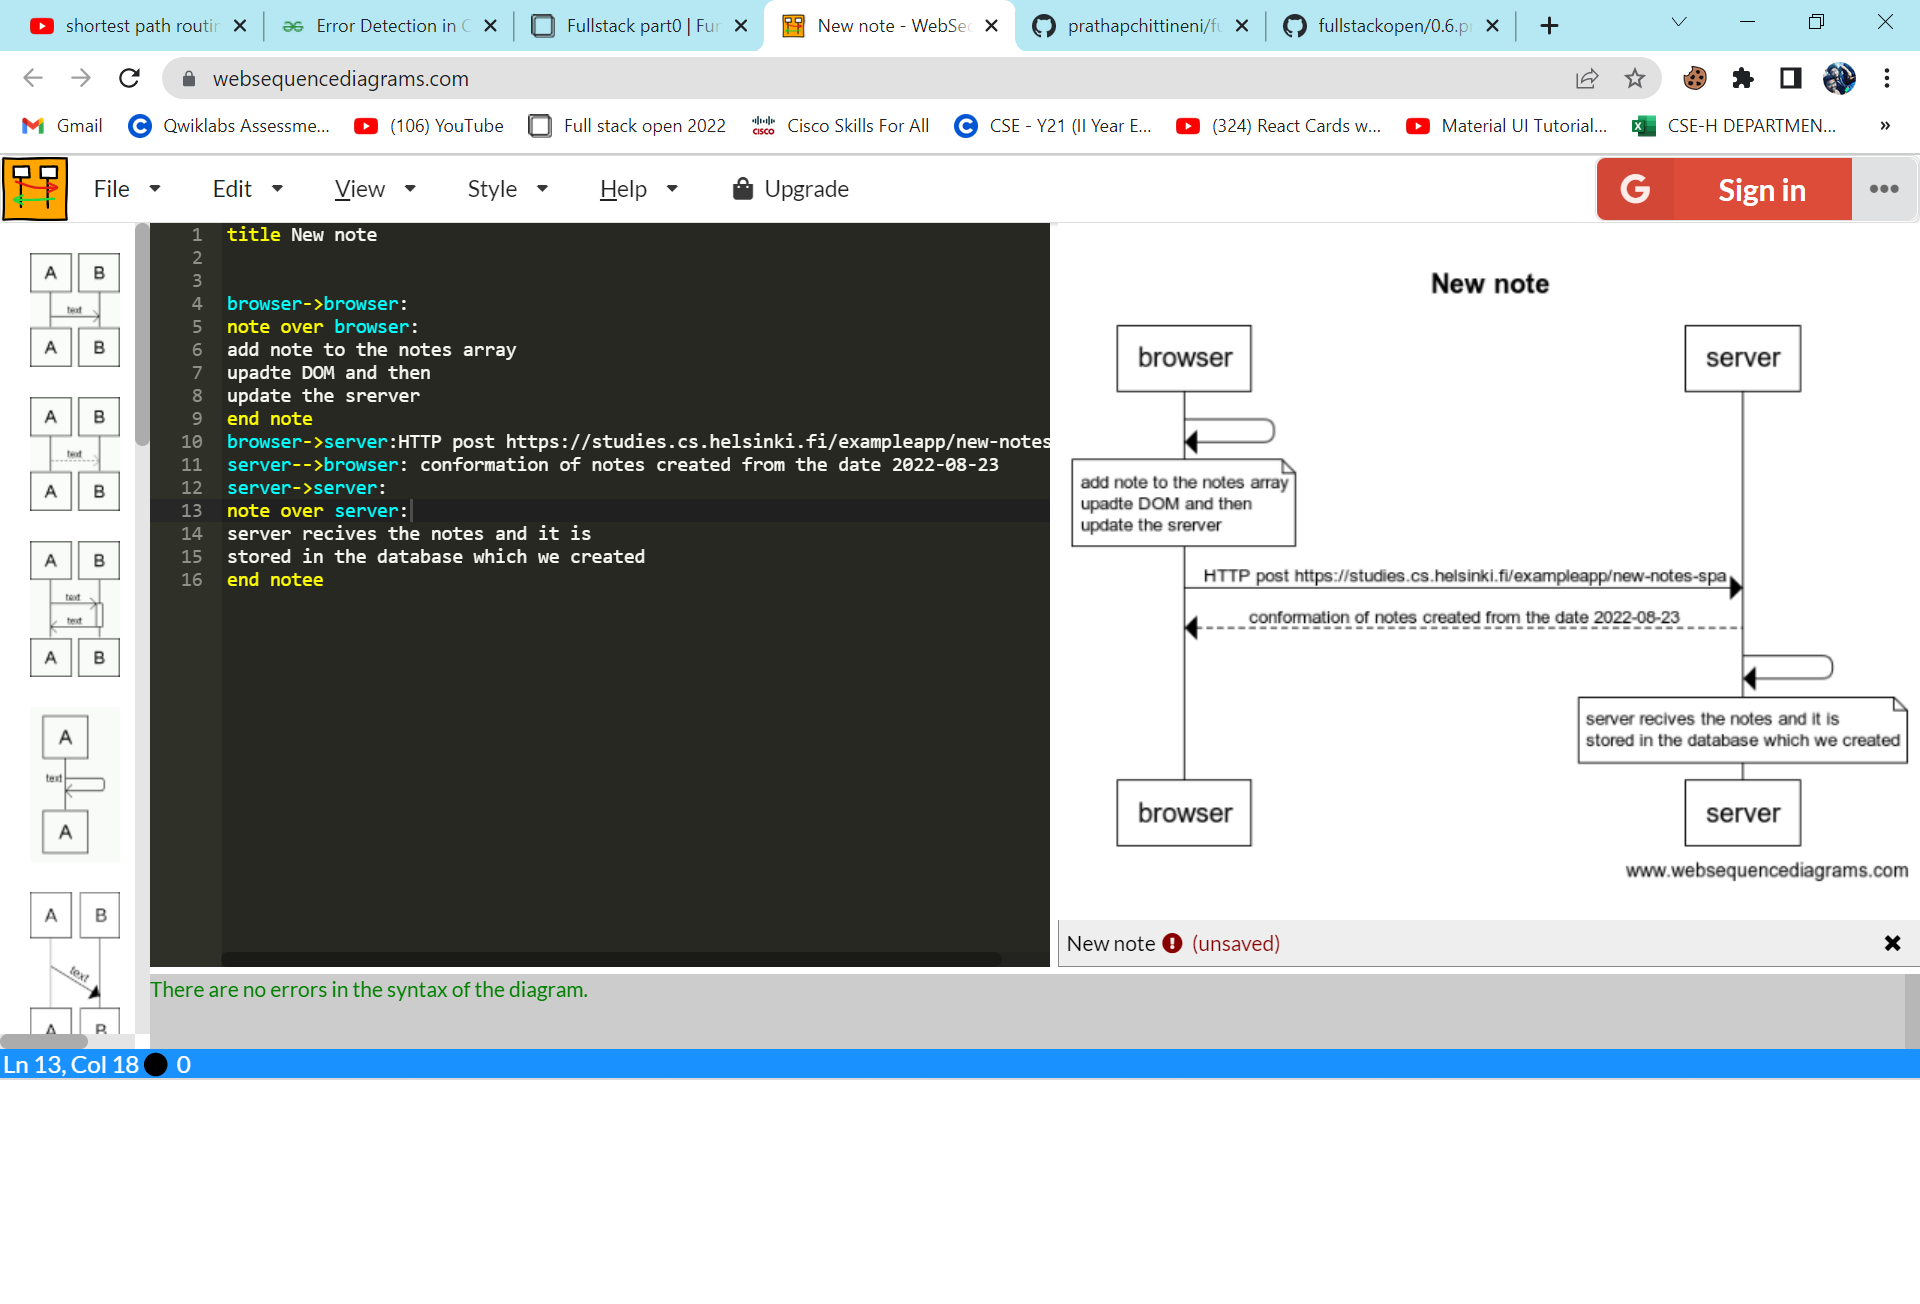 shortest path routin
Error Detection in C
Fullstack part0 | Fur
New note - WebSec
prathapchittineni/fu
fullstackopen/0.6.p
websequencediagrams.com
Gmail
Qwiklabs Assessme...
(106) YouTube
Full stack open 2022
Cisco Skills For All
CSE - Y21 (II Year E...
(324) React Cards w...
Material UI Tutorial...
CSE-H DEPARTMEN...
»
File
Edit
View
Style
Help
Upgrade
G Sign in
A B
text
A B
A B
text
A B
A B
text
text
A B
A
text
A
A B
text
A B
1 title New note
2
3
4 browser->browser:
5 note over browser:
6 add note to the notes array
7 upadte DOM and then
8 update the srerver
9 end note
10 browser->server:HTTP post https://studies.cs.helsinki.fi/exampleapp/new-notes
11 server-->browser: conformation of notes created from the date 2022-08-23
12 server->server:
13 note over server:
14 server recives the notes and it is
15 stored in the database which we created
16 end notee
New note
browser server
add note to the notes array
upadte DOM and then
update the srerver
HTTP post https://studies.cs.helsinki.fi/exampleapp/new-notes-spa
conformation of notes created from the date 2022-08-23
server recives the notes and it is
stored in the database which we created
browser server
www.websequencediagrams.com
New note (unsaved)
There are no errors in the syntax of the diagram.
Ln 13, Col 18 0